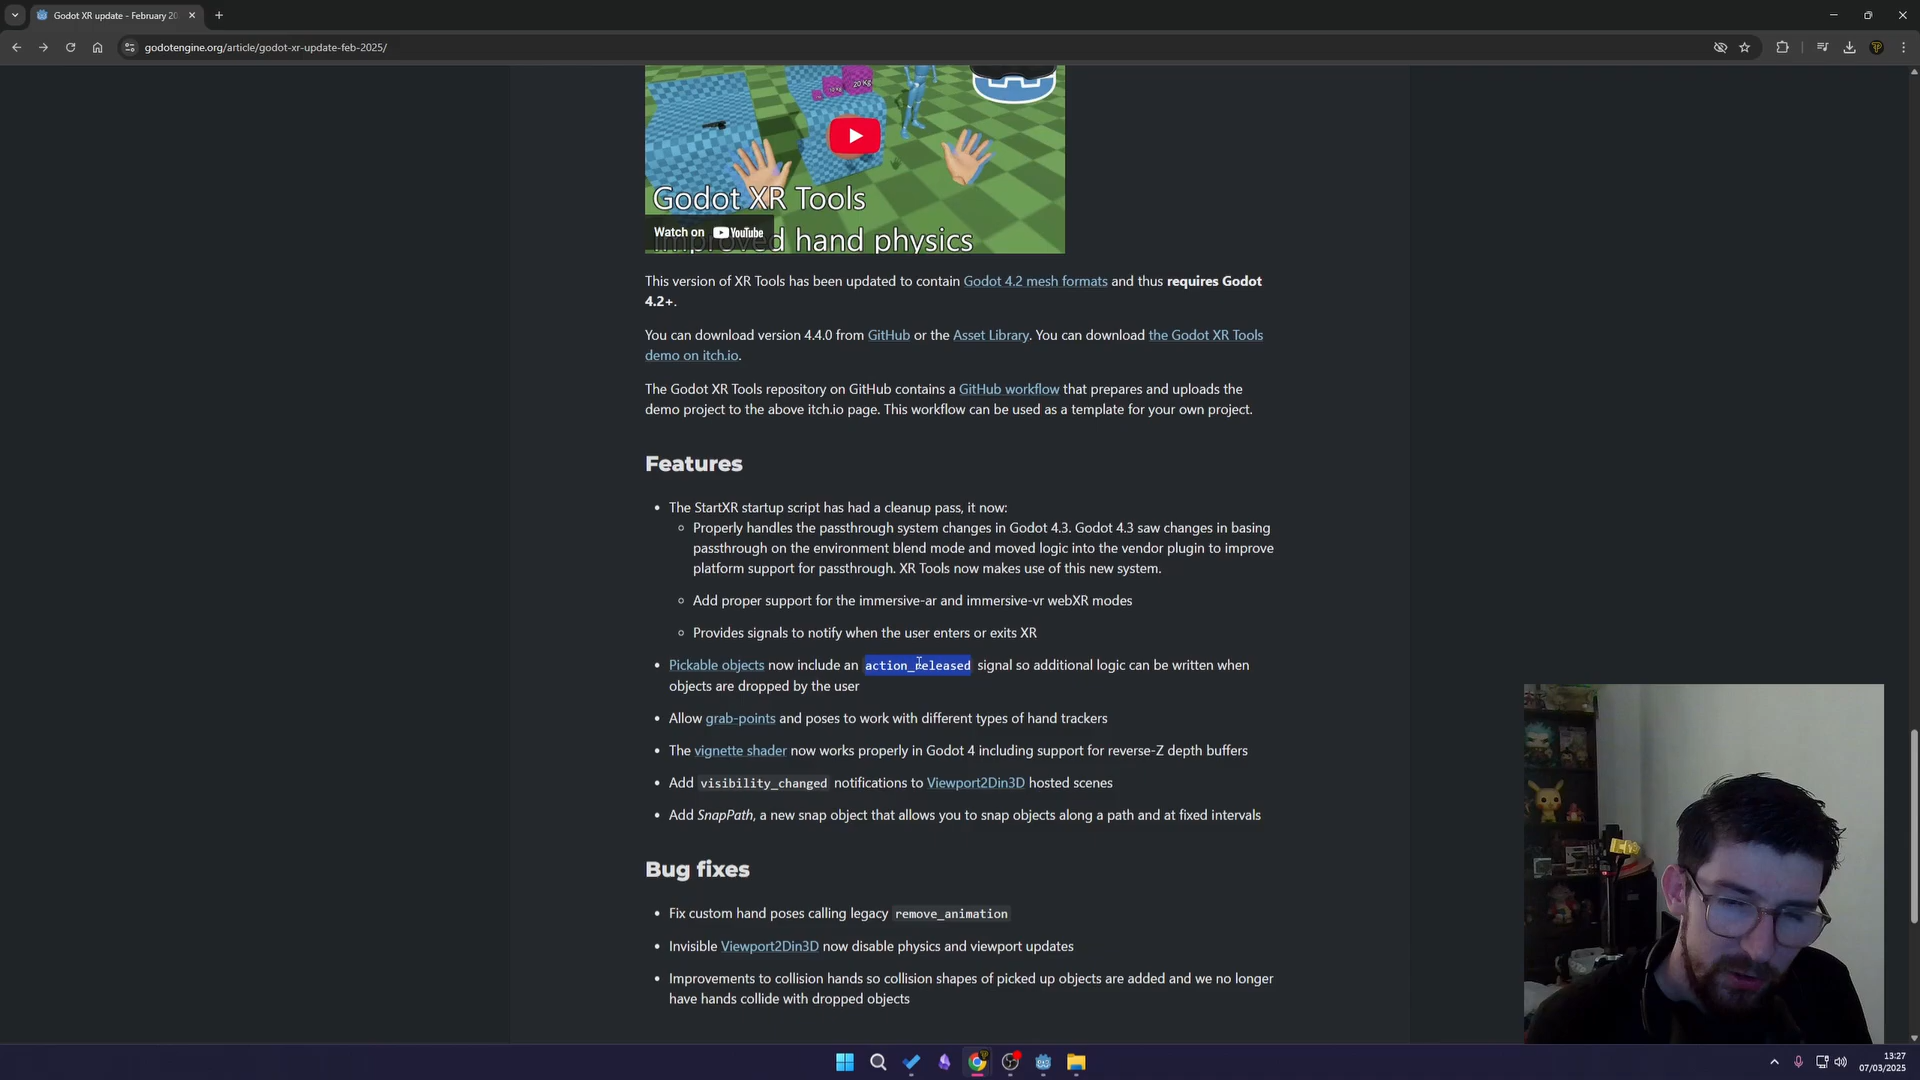 Godot XR update - February 20
godotengine.org/article/godot-xr-update-feb-2025/
20 Kg
Godot XR Tools
Watch on YouTube
Improved hand physics
This version of XR Tools has been updated to contain Godot 4.2 mesh formats and thus requires Godot
4.2+.
You can download version 4.4.0 from GitHub or the Asset Library. You can download the Godot XR Tools
demo on itch.io.
The Godot XR Tools repository on GitHub contains a GitHub workflow that prepares and uploads the
demo project to the above itch.io page. This workflow can be used as a template for your own project.
Features
The StartXR startup script has had a cleanup pass, it now:
Properly handles the passthrough system changes in Godot 4.3. Godot 4.3 saw changes in basing
passthrough on the environment blend mode and moved logic into the vendor plugin to improve
platform support for passthrough. XR Tools now makes use of this new system.
Add proper support for the immersive-ar and immersive-vr webXR modes
Provides signals to notify when the user enters or exits XR
Pickable objects now include an action_released signal so additional logic can be written when
objects are dropped by the user
Allow grab-points and poses to work with different types of hand trackers
The vignette shader now works properly in Godot 4 including support for reverse-Z depth buffers
Add visibility_changed notifications to Viewport2Din3D hosted scenes
Add SnapPath, a new snap object that allows you to snap objects along a path and at fixed intervals
Bug fixes
Fix custom hand poses calling legacy remove_animation
Invisible Viewport2Din3D now disable physics and viewport updates
Improvements to collision hands so collision shapes of picked up objects are added and we no longer
have hands collide with dropped objects
13:27
07/03/2025